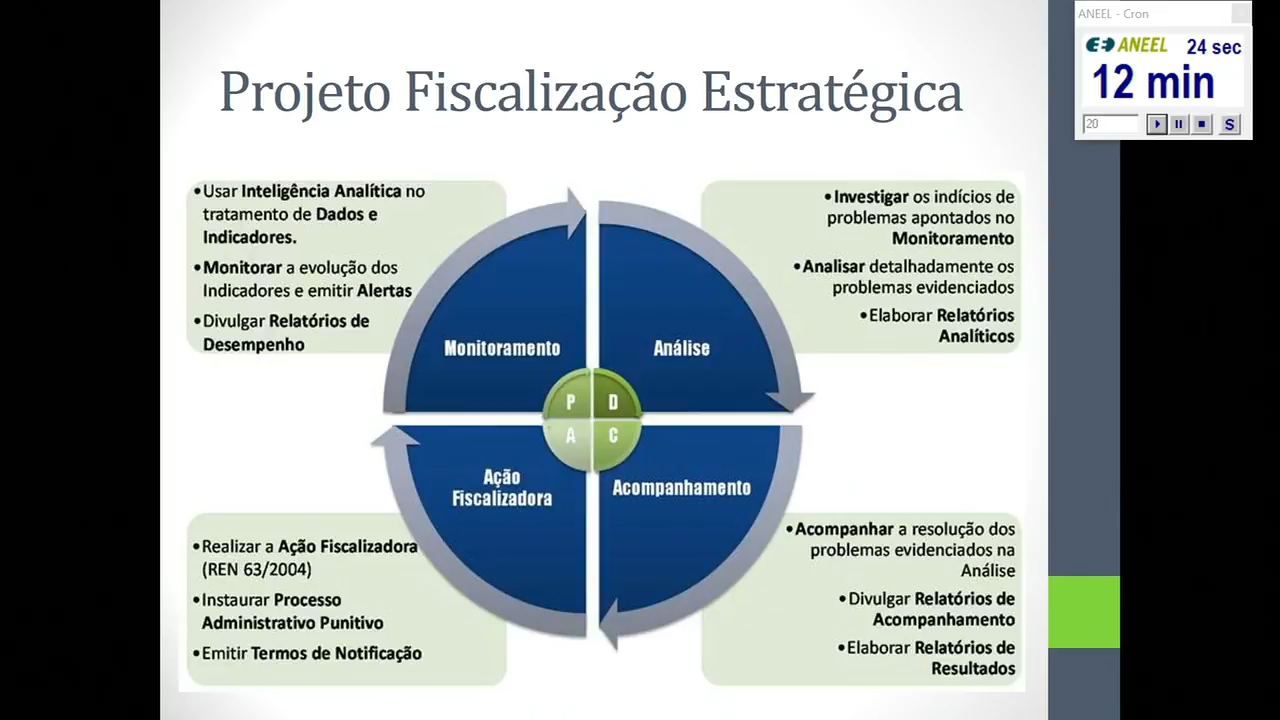 Projeto Fiscalização Estratégica
ANEEL - Cron
ANEEL
24 sec
12 min
20
S
•Usar Inteligência Analítica no
tratamento de Dados e
Indicadores.
•Monitorar a evolução dos
Indicadores e emitir Alertas
•Divulgar Relatórios de
Desempenho
•Investigar os indícios de
problemas apontados no
Monitoramento
•Analisar detalhadamente os
problemas evidenciados
•Elaborar Relatórios
Analíticos
Monitoramento
Análise
P
D
A
C
Ação
Fiscalizadora
Acompanhamento
•Realizar a Ação Fiscalizadora
(REN 63/2004)
•Instaurar Processo
Administrativo Punitivo
•Emitir Termos de Notificação
•Acompanhar a resolução dos
problemas evidenciados na
Análise
•Divulgar Relatórios de
Acompanhamento
•Elaborar Relatórios de
Resultados